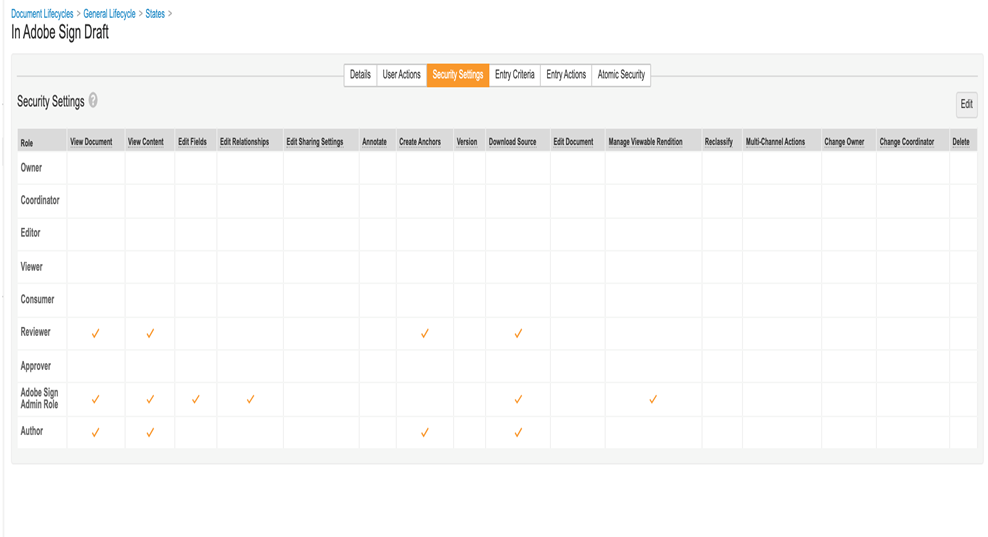 Document Lifecycles > General Lifecycle > States >
In Adobe Sign Draft
Details User Actions Security Settings Entry Criteria Entry Actions Atomic Security
Security Settings ?
Edit
Role View Document View Content Edit Fields Edit Relationships Edit Sharing Settings Annotate Create Anchors Version Download Source Edit Document Manage Viewable Rendition Reclassify Multi-Channel Actions Change Owner Change Coordinator Delete
Owner
Coordinator
Editor
Viewer
Consumer
Reviewer ✓ ✓ ✓ ✓
Approver
Adobe Sign
Admin Role ✓ ✓ ✓ ✓ ✓ ✓
Author ✓ ✓ ✓ ✓